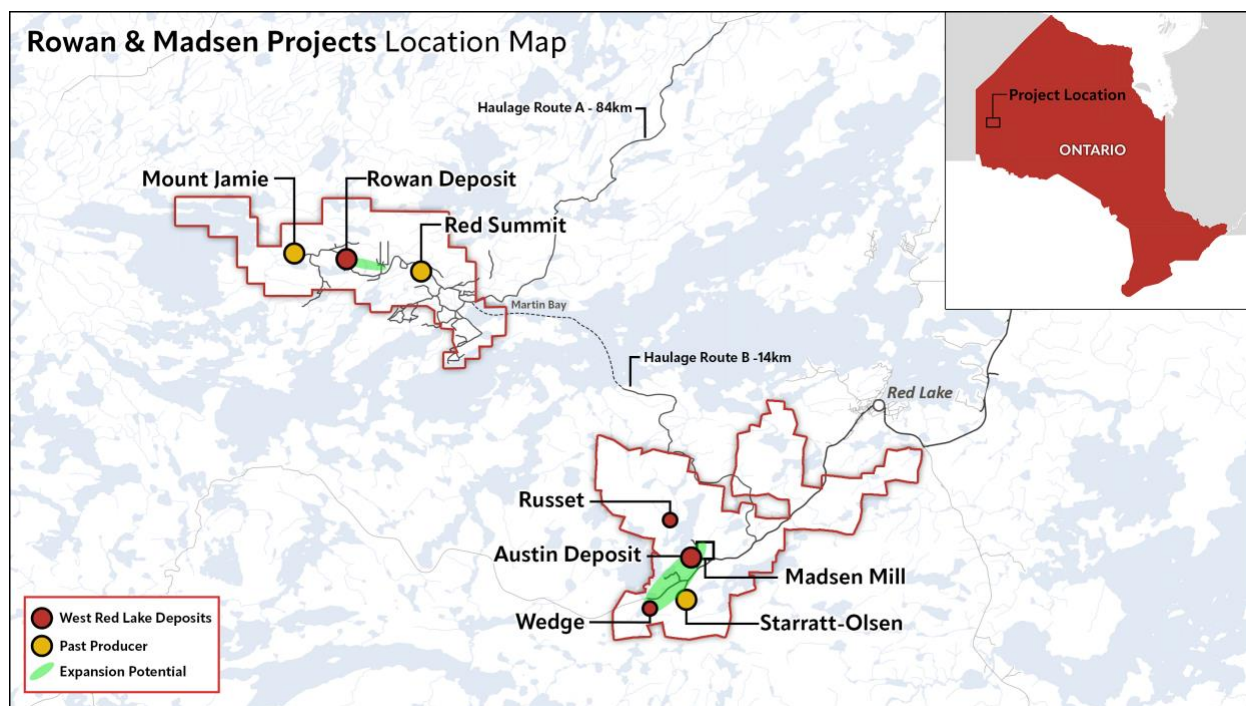 Rowan & Madsen Projects Location Map
Project Location
ONTARIO
Haulage Route A - 84km
Mount Jamie
Rowan Deposit
Red Summit
Martin Bay
Haulage Route B -14km
Red Lake
Russet
Austin Deposit
Madsen Mill
Wedge
Starratt-Olsen
West Red Lake Deposits
Past Producer
Expansion Potential